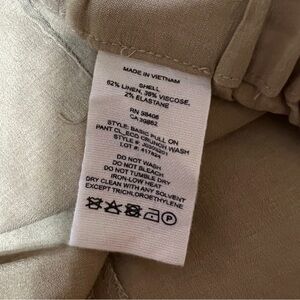 MADE IN VIETNAM
SHELL
62% LINEN, 36% VISCOSE,
2% ELASTANE
RN 58406
CA 39882
STYLE: BASIC PULL ON
PANT CL_ECO CRUNCH WASH
STYLE #
LOT #:
DO NOT WASH
DO NOT BLEACH
DO NOT TUMBLE DRY
IRON-LOW HEAT
DRY CLEAN WITH ANY SOLVENT
EXCEPT TRICHLOROETHYLENE
P